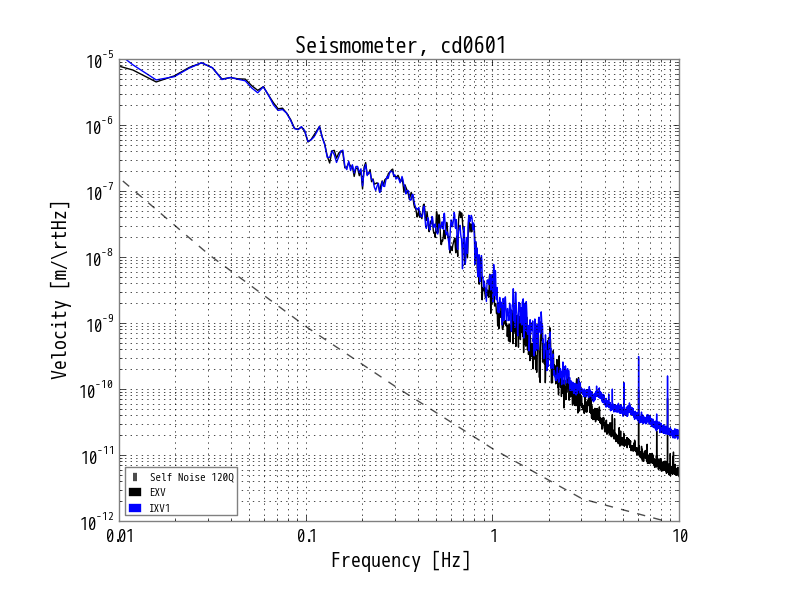 Seismometer, cd0601
Velocity [m/\rtHz]
10^-5
10^-6
10^-7
10^-8
10^-9
10^-10
10^-11
10^-12
Self Noise 120Q
EXV
IXV1
0.01 0.1 1 10
Frequency [Hz]